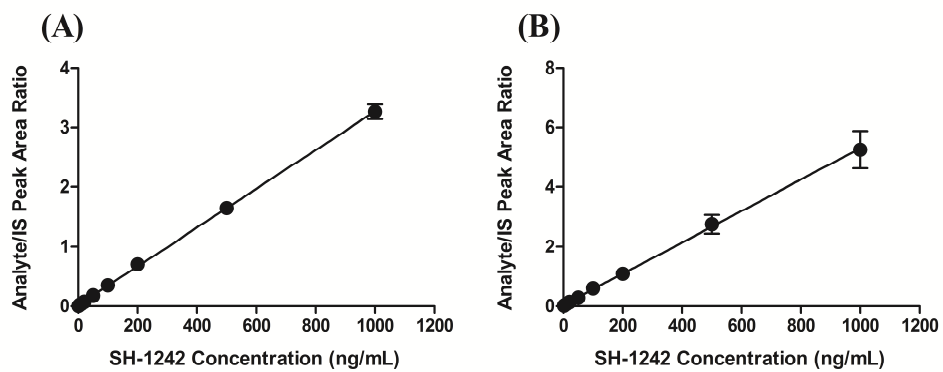 (A)
Analyte/IS Peak Area Ratio
4
3
2
1
0
0 200 400 600 800 1000 1200
SH-1242 Concentration (ng/mL)
(B)
Analyte/IS Peak Area Ratio
8
6
4
2
0
0 200 400 600 800 1000 1200
SH-1242 Concentration (ng/mL)